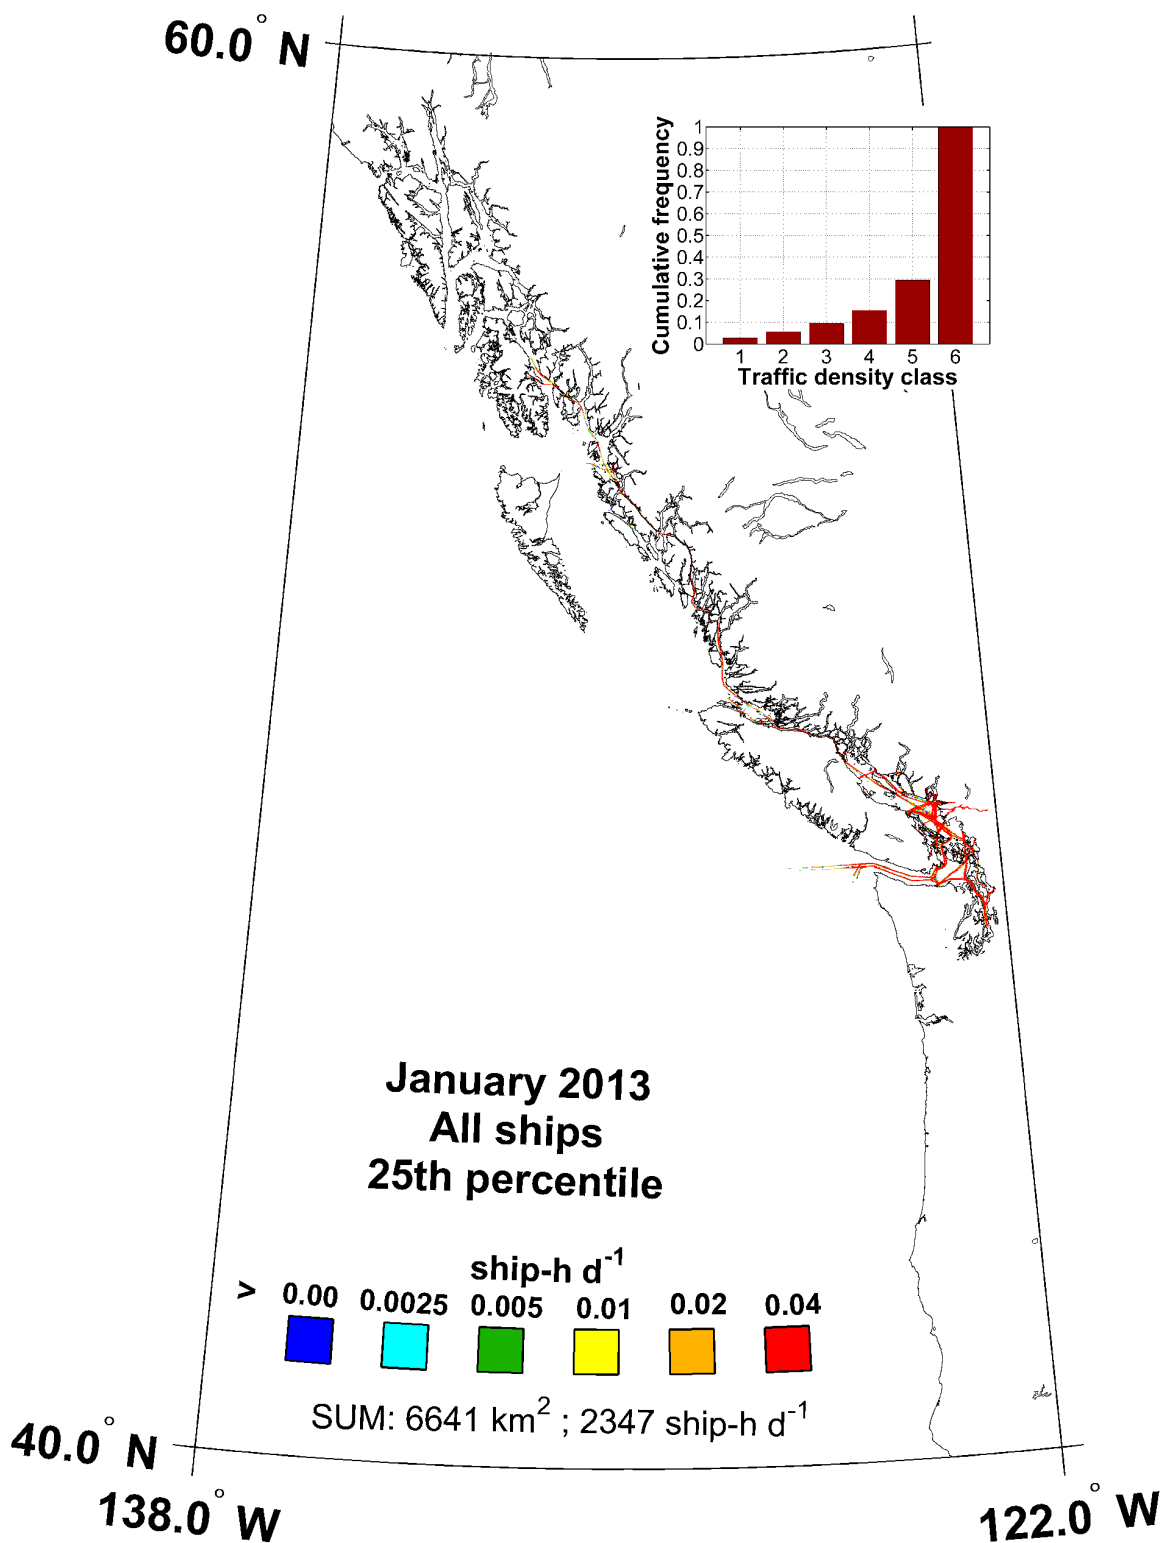 60.0° N
Cumulative frequency
1
0.9
0.8
0.7
0.6
0.5
0.4
0.3
0.2
0.1
0
1 2 3 4 5 6
Traffic density class
January 2013
All ships
25th percentile
ship-h d⁻¹
> 0.00 0.0025 0.005 0.01 0.02 0.04
SUM: 6641 km² ; 2347 ship-h d⁻¹
40.0° N
138.0° W
122.0° W